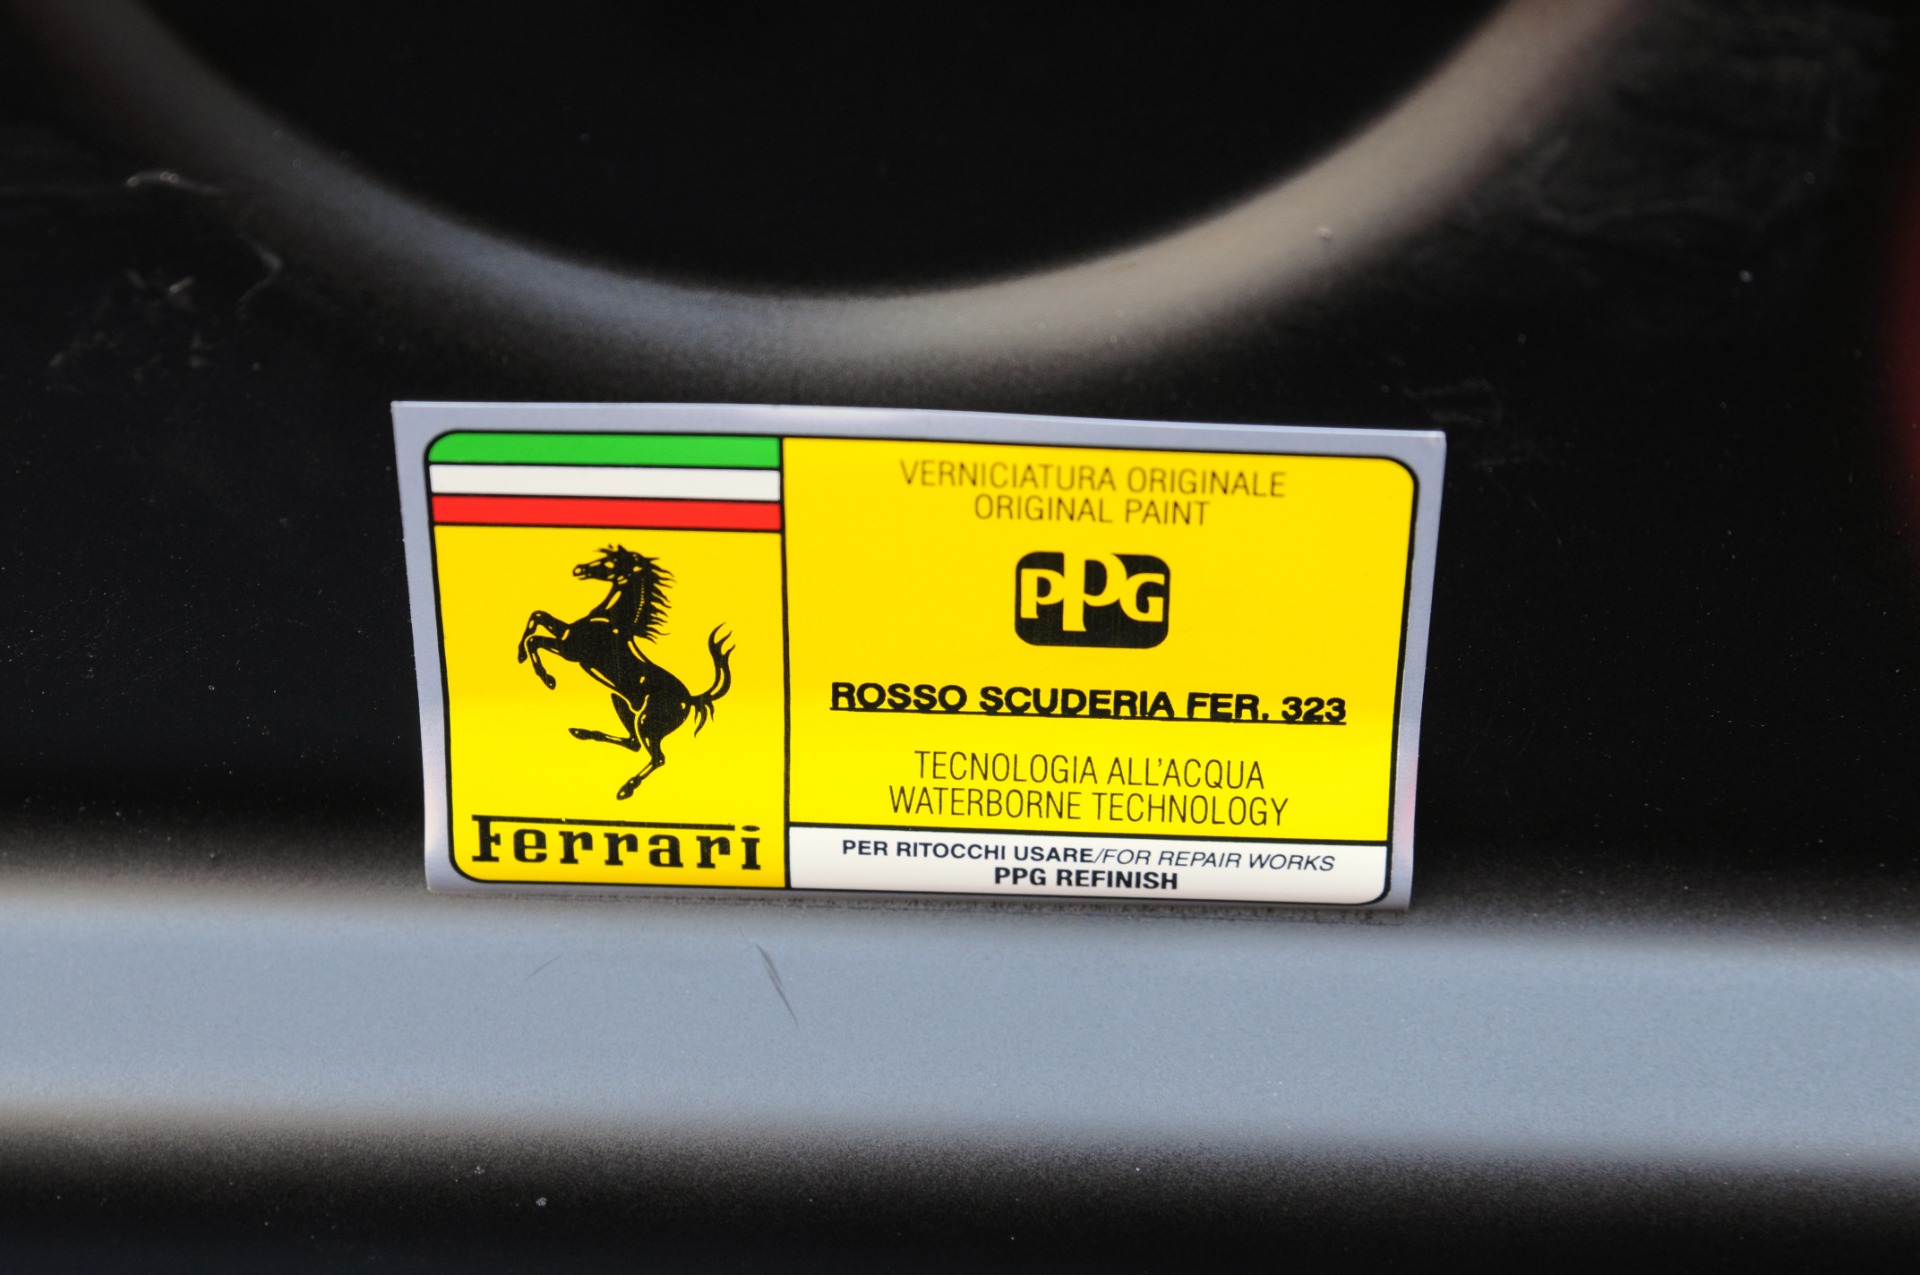 VERNICIATURA ORIGINALE
ORIGINAL PAINT
PPG
ROSSO SCUDERIA FER. 323
TECNOLOGIA ALL'ACQUA
WATERBORNE TECHNOLOGY
Ferrari
PER RITOCCHI USARE/FOR REPAIR WORKS
PPG REFINISH